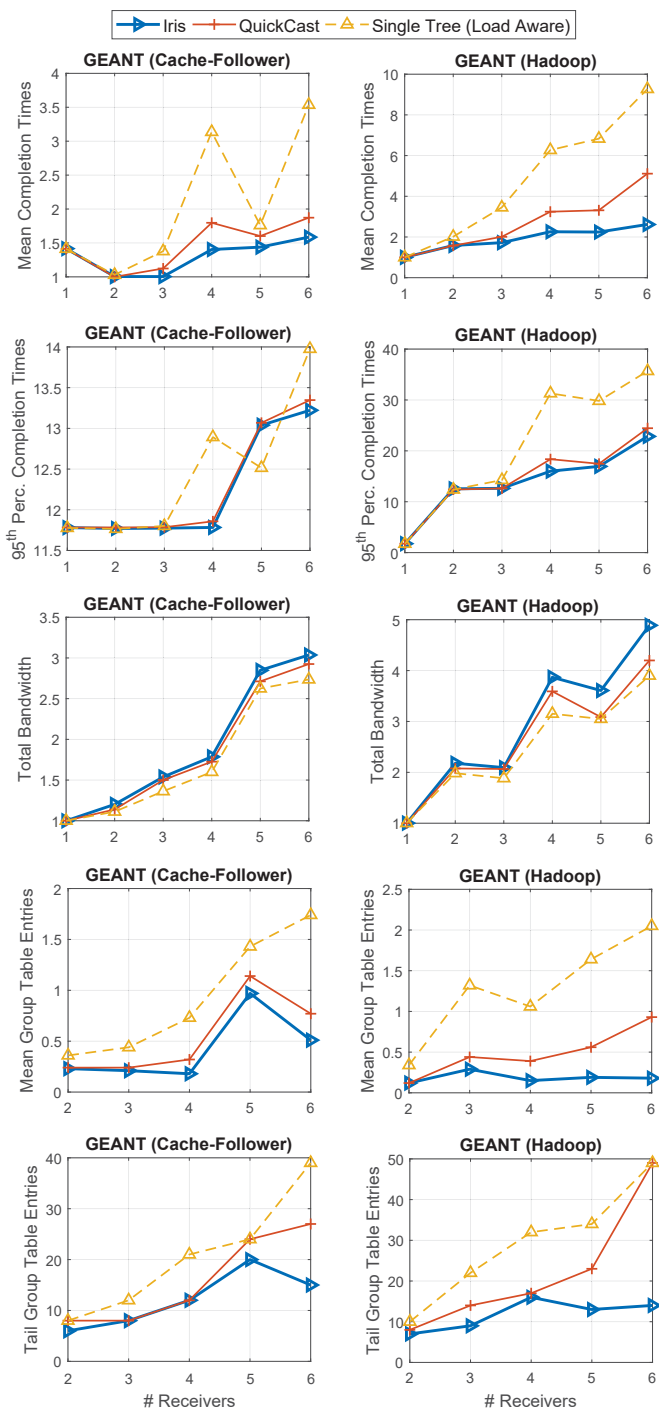 Iris QuickCast Single Tree (Load Aware)
GEANT (Cache-Follower)
Mean Completion Times
4
3.5
3
2.5
2
1.5
1
1 2 3 4 5 6
GEANT (Hadoop)
Mean Completion Times
10
8
6
4
2
0
1 2 3 4 5 6
GEANT (Cache-Follower)
95th Perc. Completion Times
14
13.5
13
12.5
12
11.5
1 2 3 4 5 6
GEANT (Hadoop)
95th Perc. Completion Times
40
30
20
10
0
1 2 3 4 5 6
GEANT (Cache-Follower)
Total Bandwidth
3.5
3
2.5
2
1.5
1
1 2 3 4 5 6
GEANT (Hadoop)
Total Bandwidth
5
4
3
2
1
1 2 3 4 5 6
GEANT (Cache-Follower)
Mean Group Table Entries
2
1.5
1
0.5
0
2 3 4 5 6
GEANT (Hadoop)
Mean Group Table Entries
2.5
2
1.5
1
0.5
0
2 3 4 5 6
GEANT (Cache-Follower)
Tail Group Table Entries
40
30
20
10
0
2 3 4 5 6
# Receivers
GEANT (Hadoop)
Tail Group Table Entries
50
40
30
20
10
0
2 3 4 5 6
# Receivers